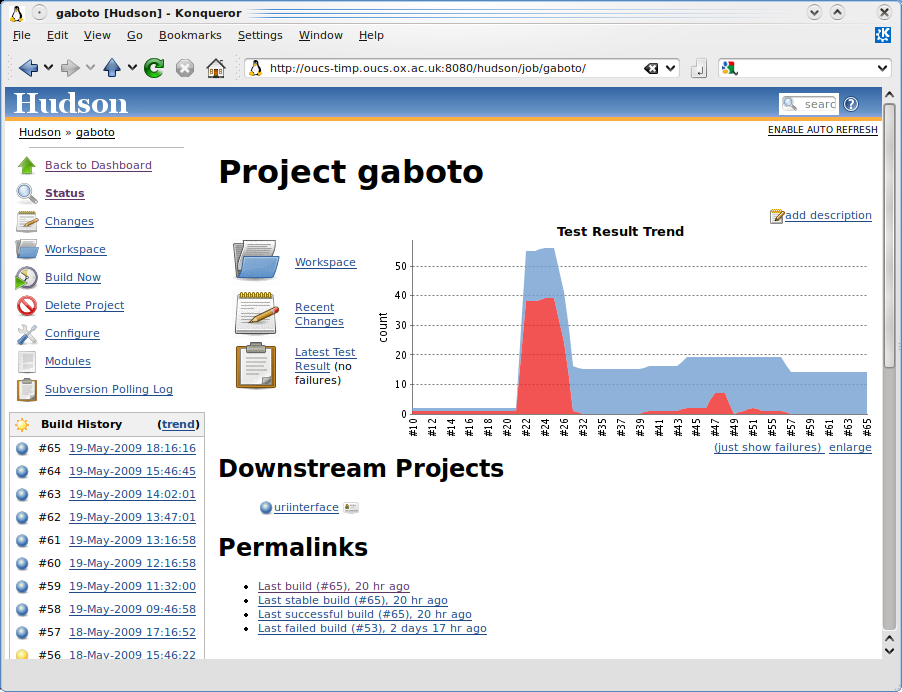 gaboto [Hudson] - Konqueror
File Edit View Go Bookmarks Settings Window Help
http://oucs-timp.oucs.ox.ac.uk:8080/hudson/job/gaboto/
Hudson
searc
Hudson » gaboto
ENABLE AUTO REFRESH
Back to Dashboard
Status
Changes
Workspace
Build Now
Delete Project
Configure
Modules
Subversion Polling Log
Build History (trend)
#65 19-May-2009 18:16:16
#64 19-May-2009 15:46:45
#63 19-May-2009 14:02:01
#62 19-May-2009 13:47:01
#61 19-May-2009 13:16:58
#60 19-May-2009 12:16:58
#59 19-May-2009 11:32:00
#58 19-May-2009 09:46:58
#57 18-May-2009 17:16:52
#56 18-May-2009 15:46:22
Project gaboto
add description
Workspace
Recent
Changes
Latest Test
Result (no
failures)
Test Result Trend
count
50
40
30
20
10
0
#10 #12 #14 #16 #18 #20 #22 #24 #26 #32 #35 #37 #39 #41 #43 #45 #47 #49 #51 #53 #55 #57 #59 #61 #63 #65
(just show failures) enlarge
Downstream Projects
uriinterface
Permalinks
Last build (#65), 20 hr ago
Last stable build (#65), 20 hr ago
Last successful build (#65), 20 hr ago
Last failed build (#53), 2 days 17 hr ago